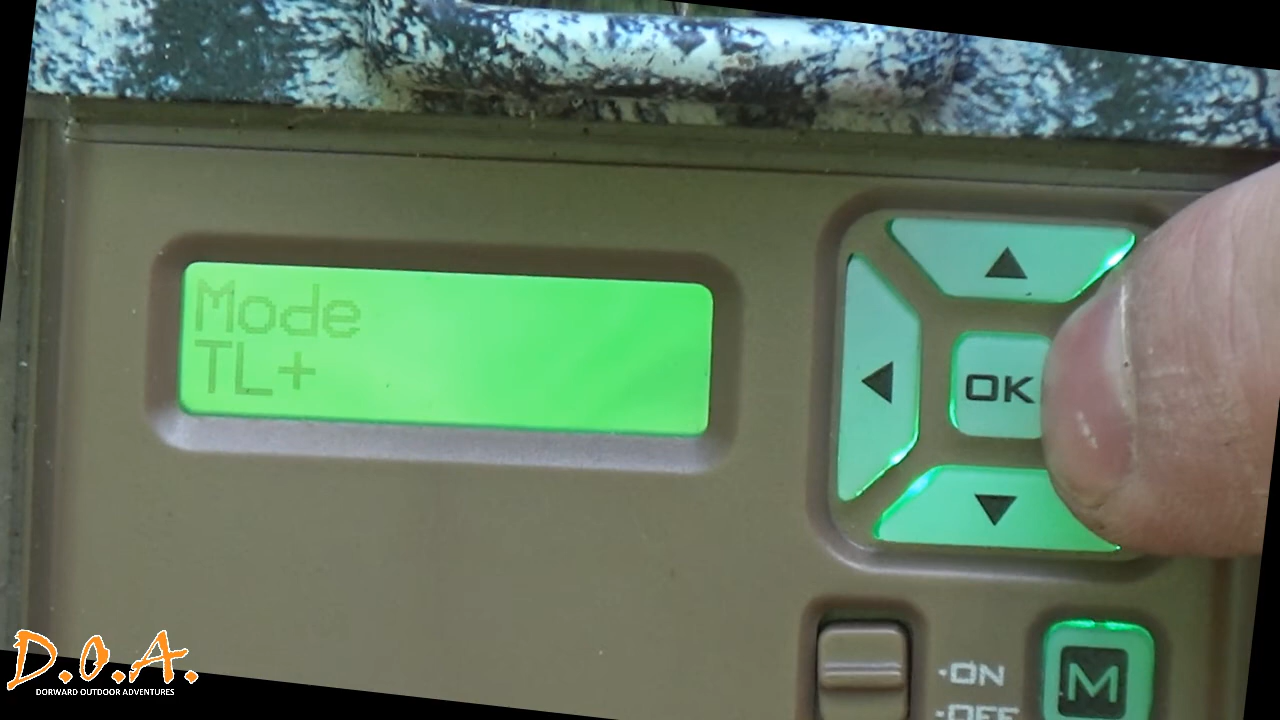 Mode
TL+
OK
·ON
·OFF
M
D.O.A.
DORWARD OUTDOOR ADVENTURES